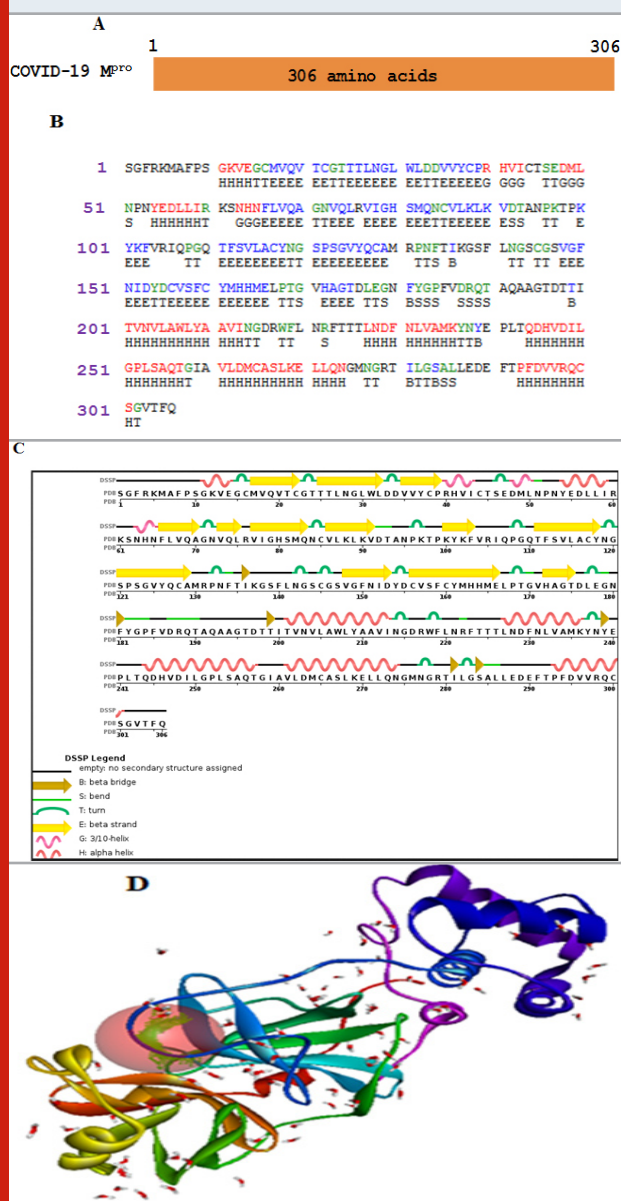 A
1 306
COVID-19 Mpro 306 amino acids
B
1 SGFRKMAFPS GKVEGCMVQV TCGTTTLNGL WLDDVVYCPR HVICTSEDML
HHHHTTEEEE EETTEEEEEEE EETTEEEEEG GGG TTGGG
51 NPNYEDLLIR KSNHNFLVQA GNVQLRVIGH SMQNCVLKLK VDTANPKTPK
S HHHHHHT GGGEEEEE TTEEE EEEEE EETTEEEEEE ESS TT E
101 YKFVRIQPGQ TFSVLACYNG SPSGVYQCAM RPNFTIKGSF LNGSCGSVGF
EEE TT EEEEEEEETT EEEEEEEEE TTS B TT TT EEE
151 NIDYDCVSFC YMHHMELPTG VHAGTDLEGN FYGPFVDRQT AQAAGTDTTI
EEETTEEEEE EEEEEE TTS EEEE TTS BSSS SSSS B
201 TVNVLAWLYA AVINGDRWFL NRFTTTLNDF NLVAMKYNYE PLTQDHVDIL
HHHHHHHHHH HHHTT TT S HHHH HHHHHHTTB HHHHHHH
251 GPLSAQTGIA VLDMCASLKE LLQNGMNGRT ILGSALLEDE FTPFDVVRQC
HHHHHHHT HHHHHHHHHH HHHH TT BTTBSS HHHHHHHH
301 SGVTFQ
HT
C
DSSP
PDB SGFRKMAFPSGKVEGCMVQVTCGTTTLNGLWLDDVVYCPRHVICTSEDMLNPNYEDLLIR
PDB 1 10 20 30 40 50 60
DSSP
PDB KSNHNFLVQAGNVQLRVIGHSMQNCVLKLKVDTANPKTPKYKFVRIQPGQTFSVLACYNG
PDB 61 70 80 90 100 110 120
DSSP
PDB SPSGVYQCAMRPNFTIKGSFLNGSCGSVGFNIDYDCVSFCYMHHMELPTGVHAGTDLEGN
PDB 121 130 140 150 160 170 180
DSSP
PDB FYGPFVDRQTAQAAGTDTTITVNVLAWLYAAVINGDRWFLNRFTTTLNDFNLVAMKYNYE
PDB 181 190 200 210 220 230 240
DSSP
PDB PLTQDHVDILGPLSAQTGIAVLDMCASLKELLQNGMNGRTILGSALLEDEFTPFDVVRQC
PDB 241 250 260 270 280 290 300
DSSP
PDB SGVTFQ
PDB 301 306
DSSP Legend
empty: no secondary structure assigned
B: beta bridge
S: bend
T: turn
E: beta strand
G: 3/10-helix
H: alpha helix
D